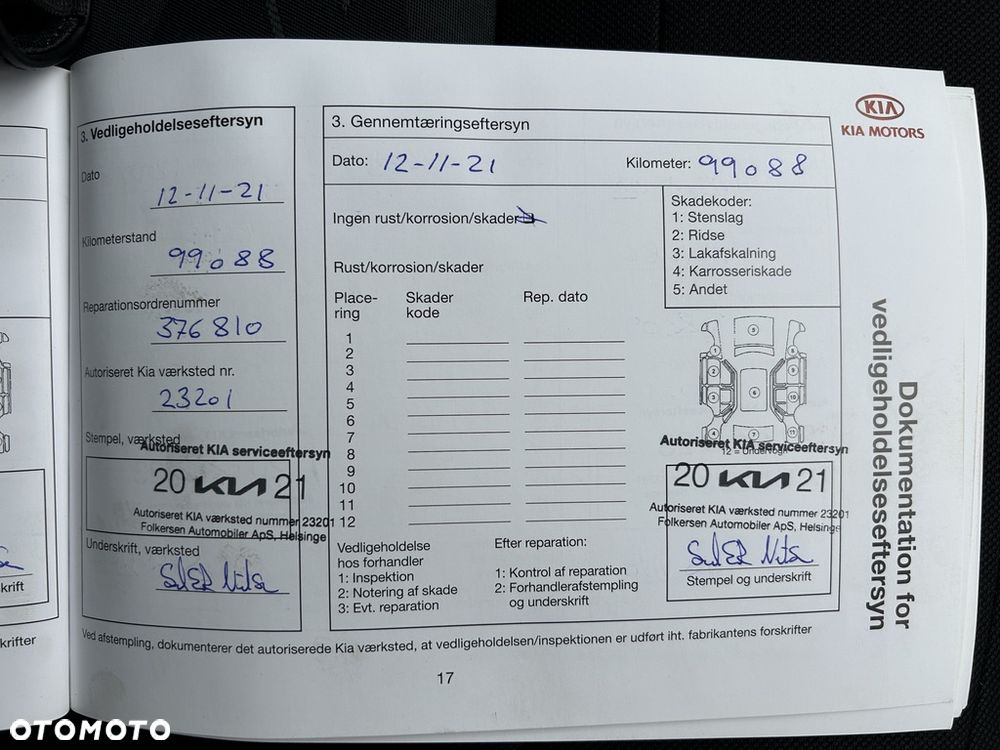 KIA
KIA MOTORS
3. Vedligeholdelseseftersyn
Dato
12-11-21
Kilometerstand
99088
Reparationsordrenummer
376810
Autoriseret Kia værksted nr.
23201
Stempel, værksted
Autoriseret KIA serviceeftersyn
20 KIA 21
Autoriseret KIA værksted nummer 23201
Folkersen Automobiler ApS, Helsinge
Underskrift, værksted
3. Gennemtæringseftersyn
Dato: 12-11-21 Kilometer: 99088
Ingen rust/korrosion/skader
Skadekoder:
1: Stenslag
2: Ridse
3: Lakafskalning
4: Karrosseriskade
5: Andet
Rust/korrosion/skader
Place- Skader Rep. dato
ring kode
1
2
3
4
5
6
7
8
9
10
11
12
Autoriseret KIA serviceeftersyn
12 = Undervogn
20 KIA 21
Autoriseret KIA værksted nummer 23201
Folkersen Automobiler ApS, Helsinge
Stempel og underskrift
Vedligeholdelse
hos forhandler
1: Inspektion
2: Notering af skade
3: Evt. reparation
Efter reparation:
1: Kontrol af reparation
2: Forhandlerafstempling
og underskrift
Ved afstempling, dokumenterer det autoriserede Kia værksted, at vedligeholdelsen/inspektionen er udført iht. fabrikantens forskrifter
17
Dokumentation for
vedligeholdelseseftersyn
krift
krifter
OTOMOTO